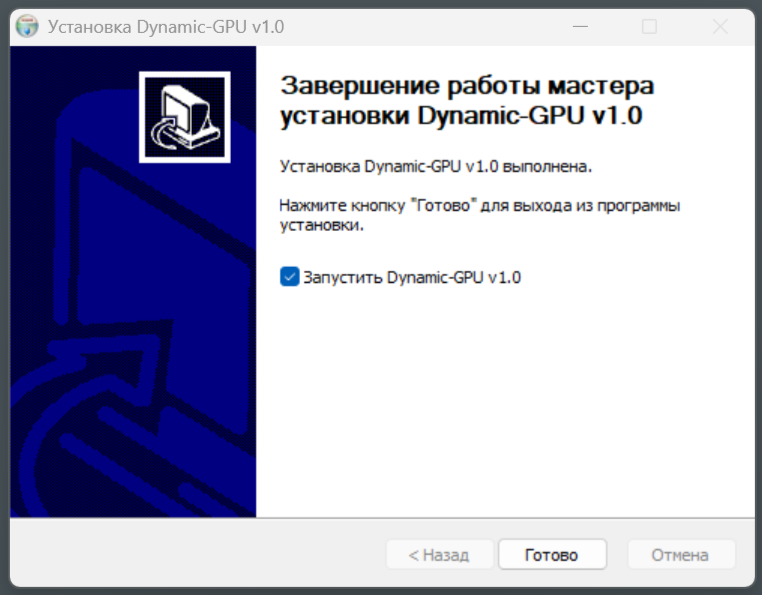 Установка Dynamic-GPU v1.0
Завершение работы мастера
установки Dynamic-GPU v1.0
Установка Dynamic-GPU v1.0 выполнена.
Нажмите кнопку "Готово" для выхода из программы
установки.
Запустить Dynamic-GPU v1.0
< Назад
Готово
Отмена